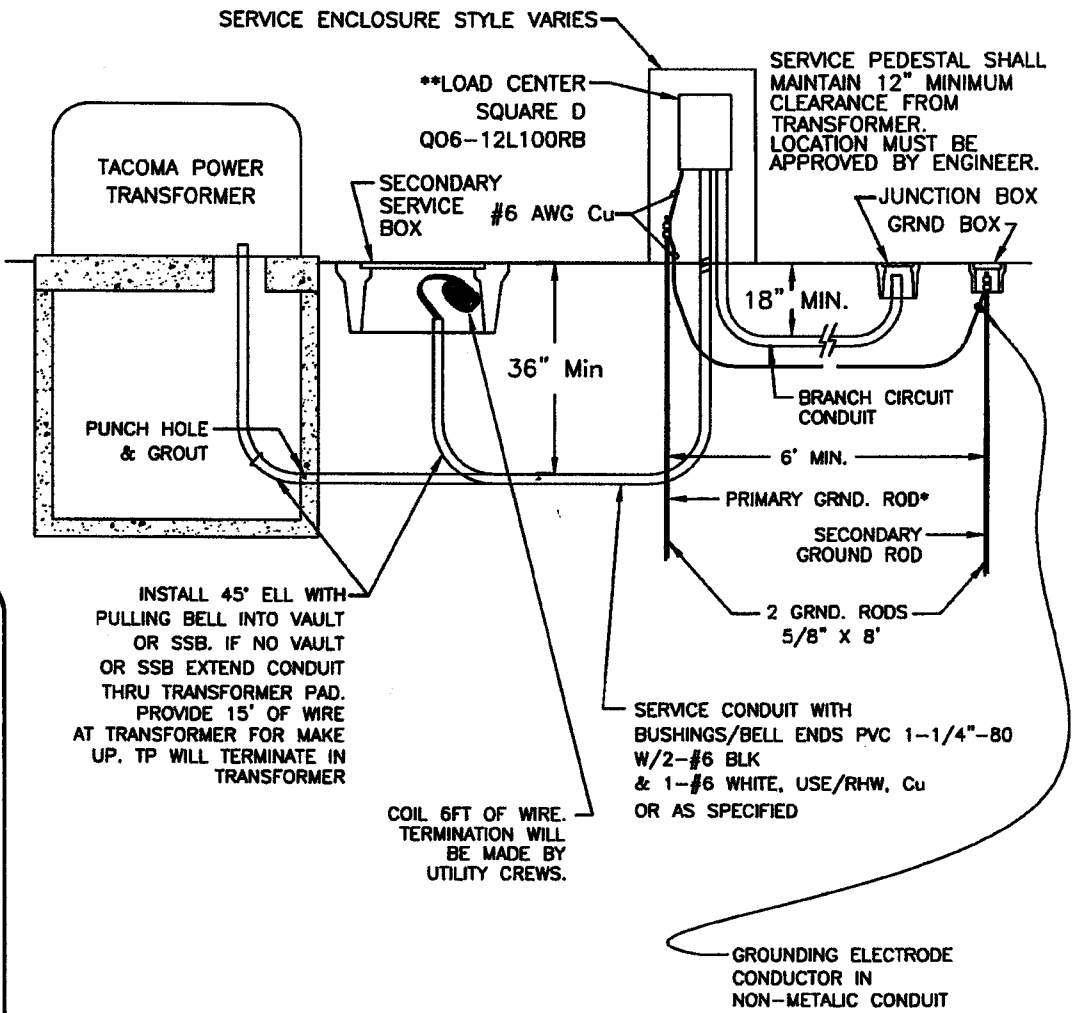 SERVICE ENCLOSURE STYLE VARIES
**LOAD CENTER
SQUARE D
QO6-12L100RB
SERVICE PEDESTAL SHALL
MAINTAIN 12" MINIMUM
CLEARANCE FROM
TRANSFORMER.
LOCATION MUST BE
APPROVED BY ENGINEER.
TACOMA POWER
TRANSFORMER
SECONDARY
SERVICE
BOX
#6 AWG Cu
JUNCTION BOX
GRND BOX
18" MIN.
36" Min
BRANCH CIRCUIT
CONDUIT
PUNCH HOLE
& GROUT
6' MIN.
PRIMARY GRND. ROD*
SECONDARY
GROUND ROD
2 GRND. RODS
5/8" X 8'
INSTALL 45° ELL WITH
PULLING BELL INTO VAULT
OR SSB. IF NO VAULT
OR SSB EXTEND CONDUIT
THRU TRANSFORMER PAD.
PROVIDE 15' OF WIRE
AT TRANSFORMER FOR MAKE
UP. TP WILL TERMINATE IN
TRANSFORMER
SERVICE CONDUIT WITH
BUSHINGS/BELL ENDS PVC 1-1/4"-80
W/2-#6 BLK
& 1-#6 WHITE, USE/RHW, Cu
OR AS SPECIFIED
COIL 6FT OF WIRE.
TERMINATION WILL
BE MADE BY
UTILITY CREWS.
GROUNDING ELECTRODE
CONDUCTOR IN
NON-METALIC CONDUIT